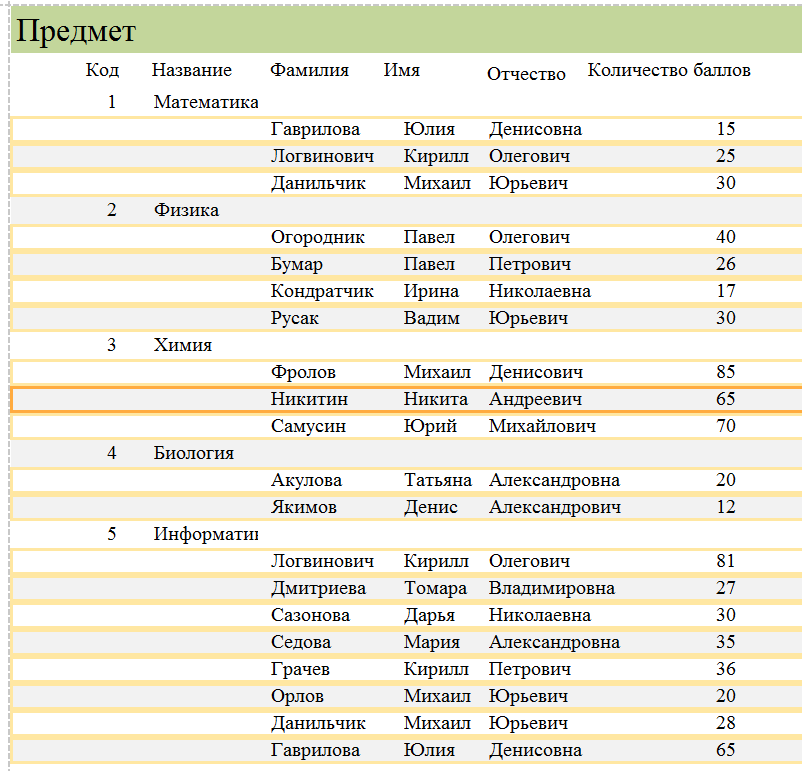 Предмет
Код Название Фамилия Имя Отчество Количество баллов
1 Математика
Гаврилова Юлия Денисовна 15
Логвинович Кирилл Олегович 25
Данильчик Михаил Юрьевич 30
2 Физика
Огородник Павел Олегович 40
Бумар Павел Петрович 26
Кондратчик Ирина Николаевна 17
Русак Вадим Юрьевич 30
3 Химия
Фролов Михаил Денисович 85
Никитин Никита Андреевич 65
Самусин Юрий Михайлович 70
4 Биология
Акулова Татьяна Александровна 20
Якимов Денис Александрович 12
5 Информати
Логвинович Кирилл Олегович 81
Дмитриева Томара Владимировна 27
Сазонова Дарья Николаевна 30
Седова Мария Александровна 35
Грачев Кирилл Петрович 36
Орлов Михаил Юрьевич 20
Данильчик Михаил Юрьевич 28
Гаврилова Юлия Денисовна 65